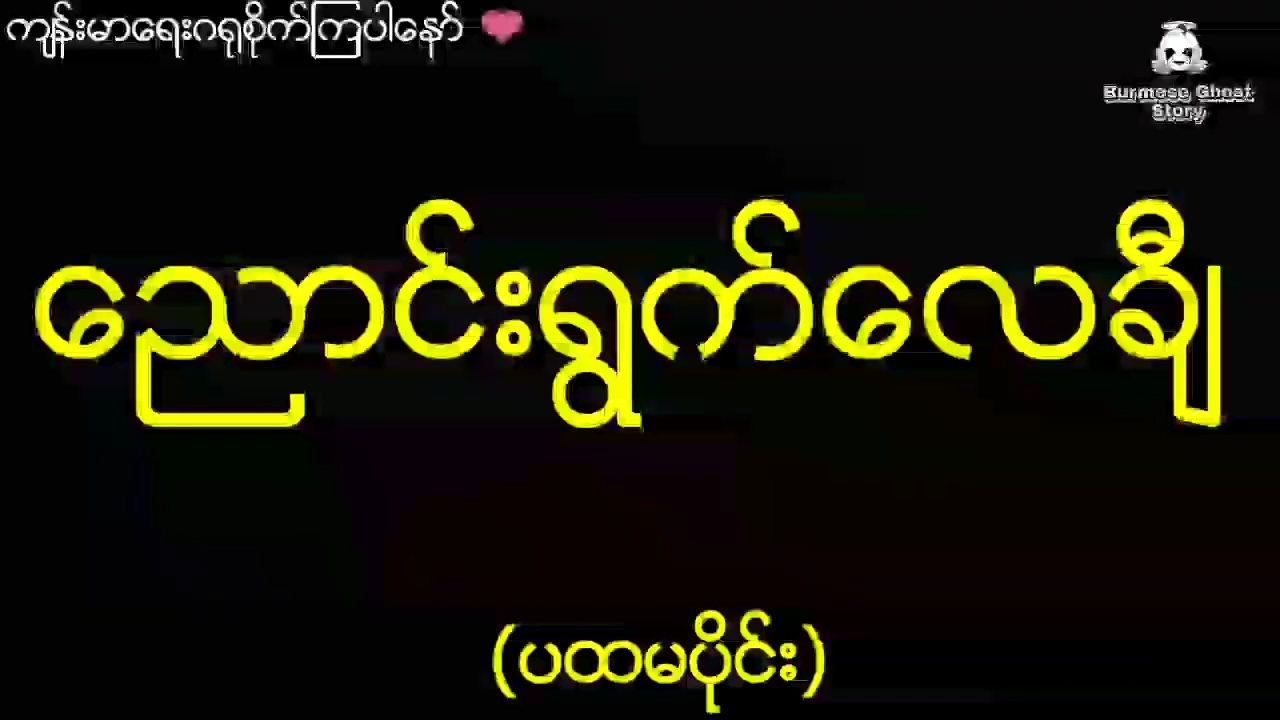 ကျန်းမာရေးဂရုစိုက်ကြပါနော် ❤
Burmese Ghost
Story
ညောင်းရွက်လေချီ
(ပထမပိုင်း)